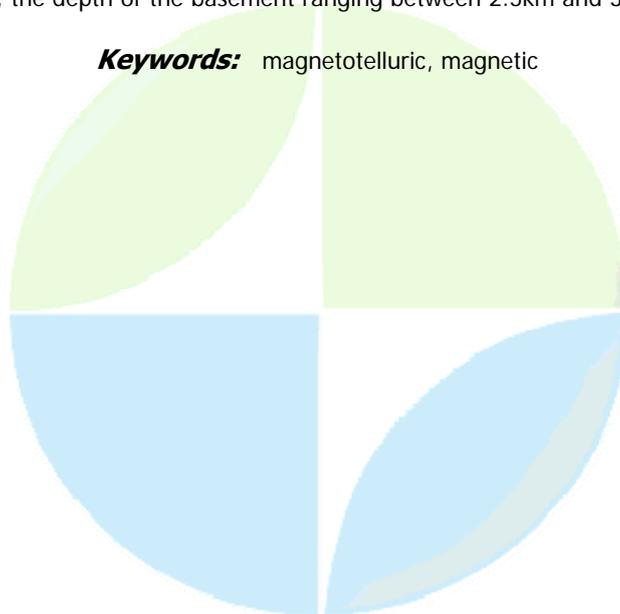 , the depth of the basement ranging between 2.5km and 3
Keywords: magnetotelluric, magnetic